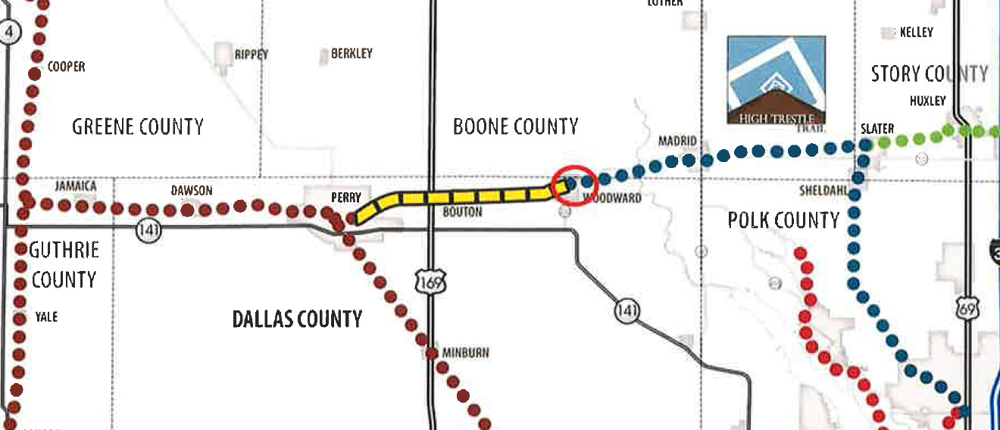 LUTHER
4
KELLEY
RIPPEY
BERKLEY
COOPER
STORY COUNTY
HUXLEY
GREENE COUNTY
BOONE COUNTY
HIGH TRESTLE
TRAIL
SLATER
MADRID
JAMAICA
DAWSON
PERRY
BOUTON
WOODWARD
SHELDAHL
POLK COUNTY
141
GUTHRIE
COUNTY
169
YALE
DALLAS COUNTY
141
69
MINBURN